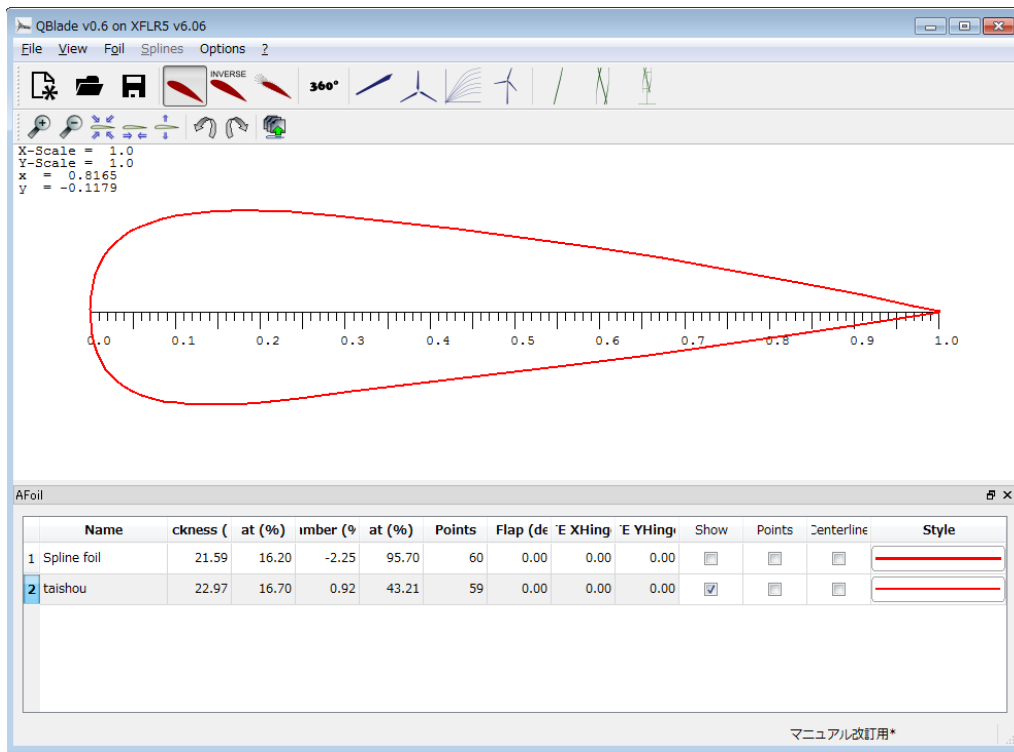 QBlade v0.6 on XFLR5 v6.06
File View Foil Splines Options ?
INVERSE
360°
X-Scale = 1.0
Y-Scale = 1.0
x = 0.8165
y = -0.1179
0.0 0.1 0.2 0.3 0.4 0.5 0.6 0.7 0.8 0.9 1.0
AFoil
Name ckness ( at (%) mber (% at (%) Points Flap (de E XHing E YHing Show Points Centerline Style
1 Spline foil 21.59 16.20 -2.25 95.70 60 0.00 0.00 0.00
2 taishou 22.97 16.70 0.92 43.21 59 0.00 0.00 0.00
マニュアル改訂用*